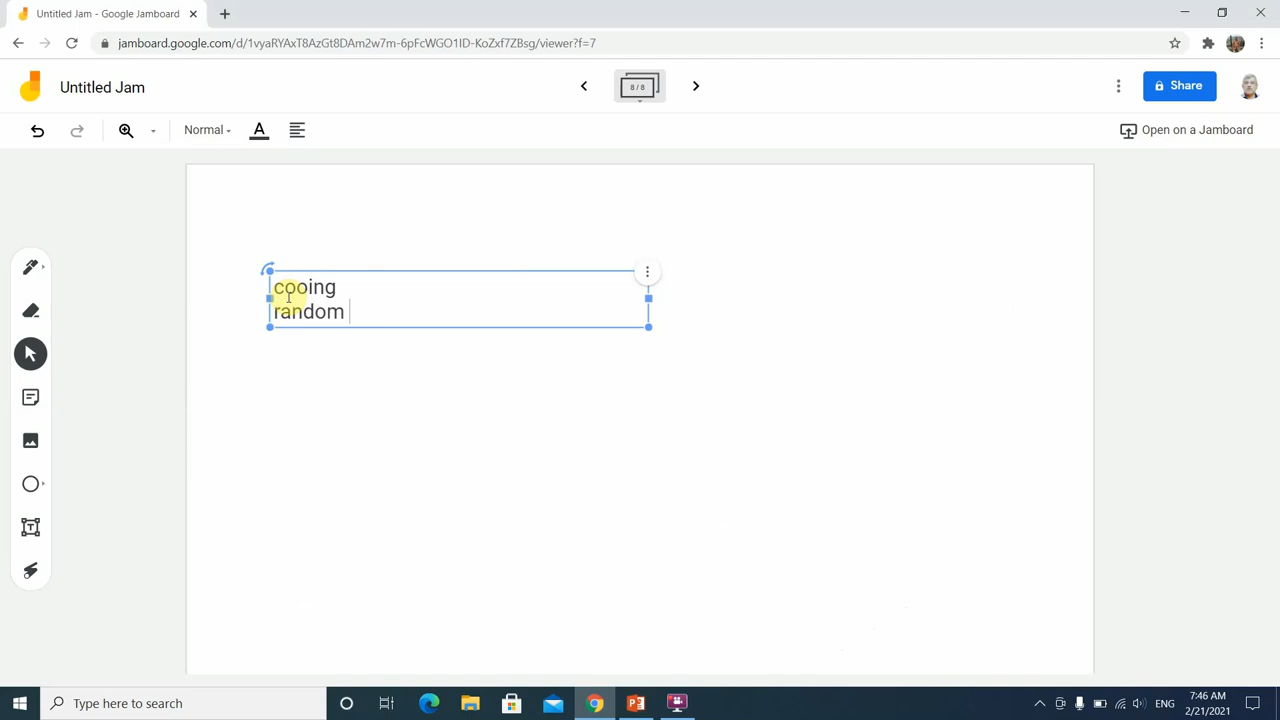 Untitled Jam - Google Jamboard
jamboard.google.com/d/1vyaRYAxT8AzGt8DAm2w7m-6pFcWGO1ID-KoZxf7ZBsg/viewer?f=7
Untitled Jam
8 / 8
Share
Normal
A
Open on a Jamboard
cooing
random
T
Type here to search
ENG
7:46 AM
2/21/2021